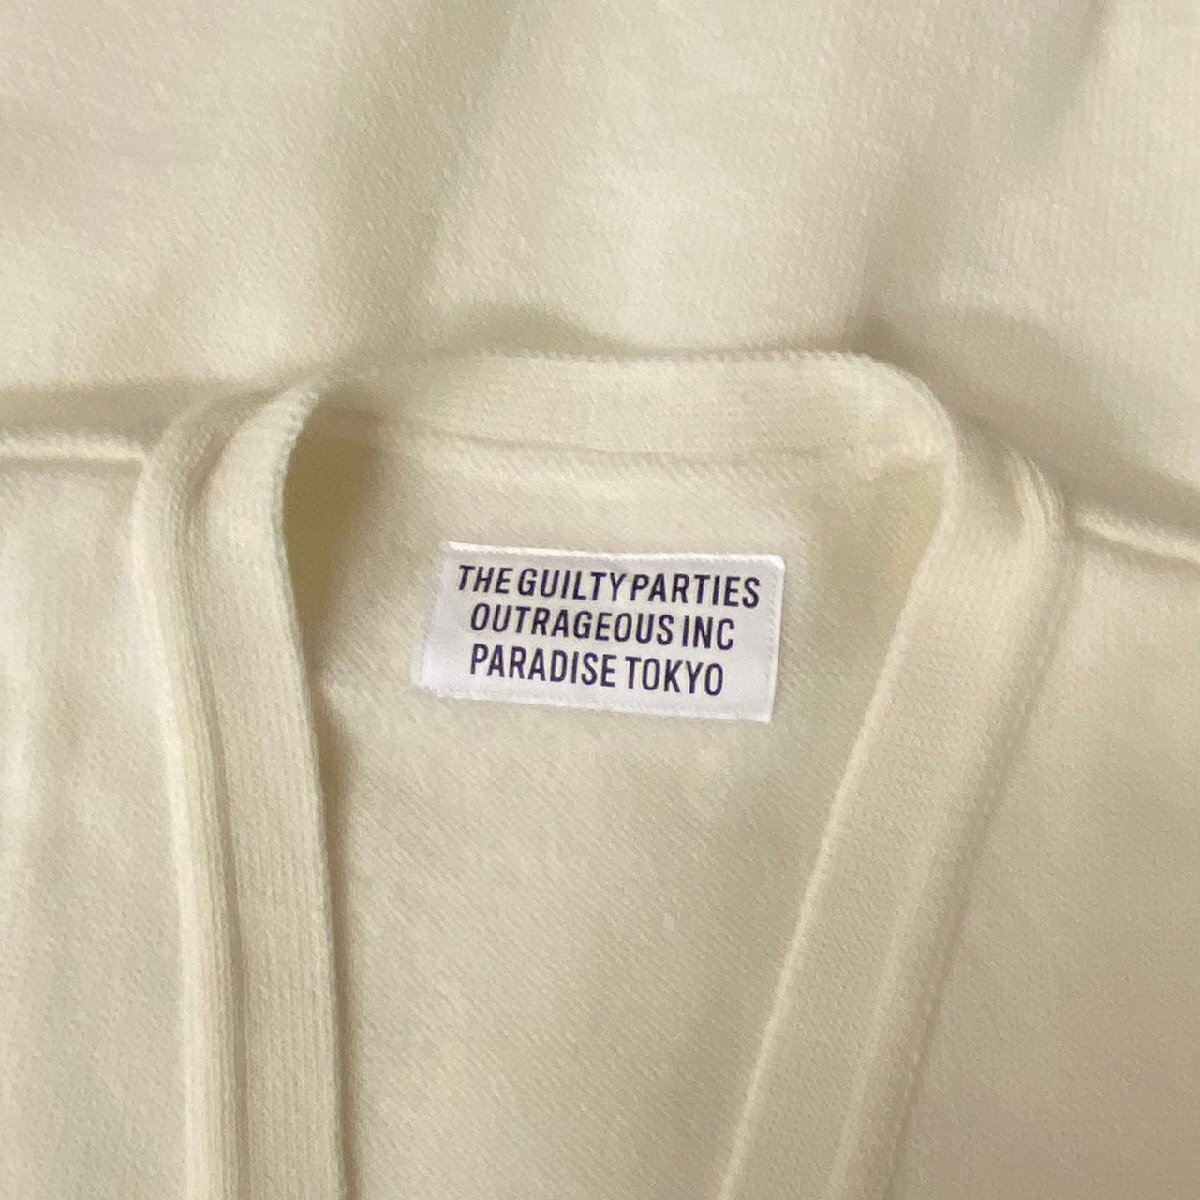 THE GUILTY PARTIES
OUTRAGEOUS INC
PARADISE TOKYO